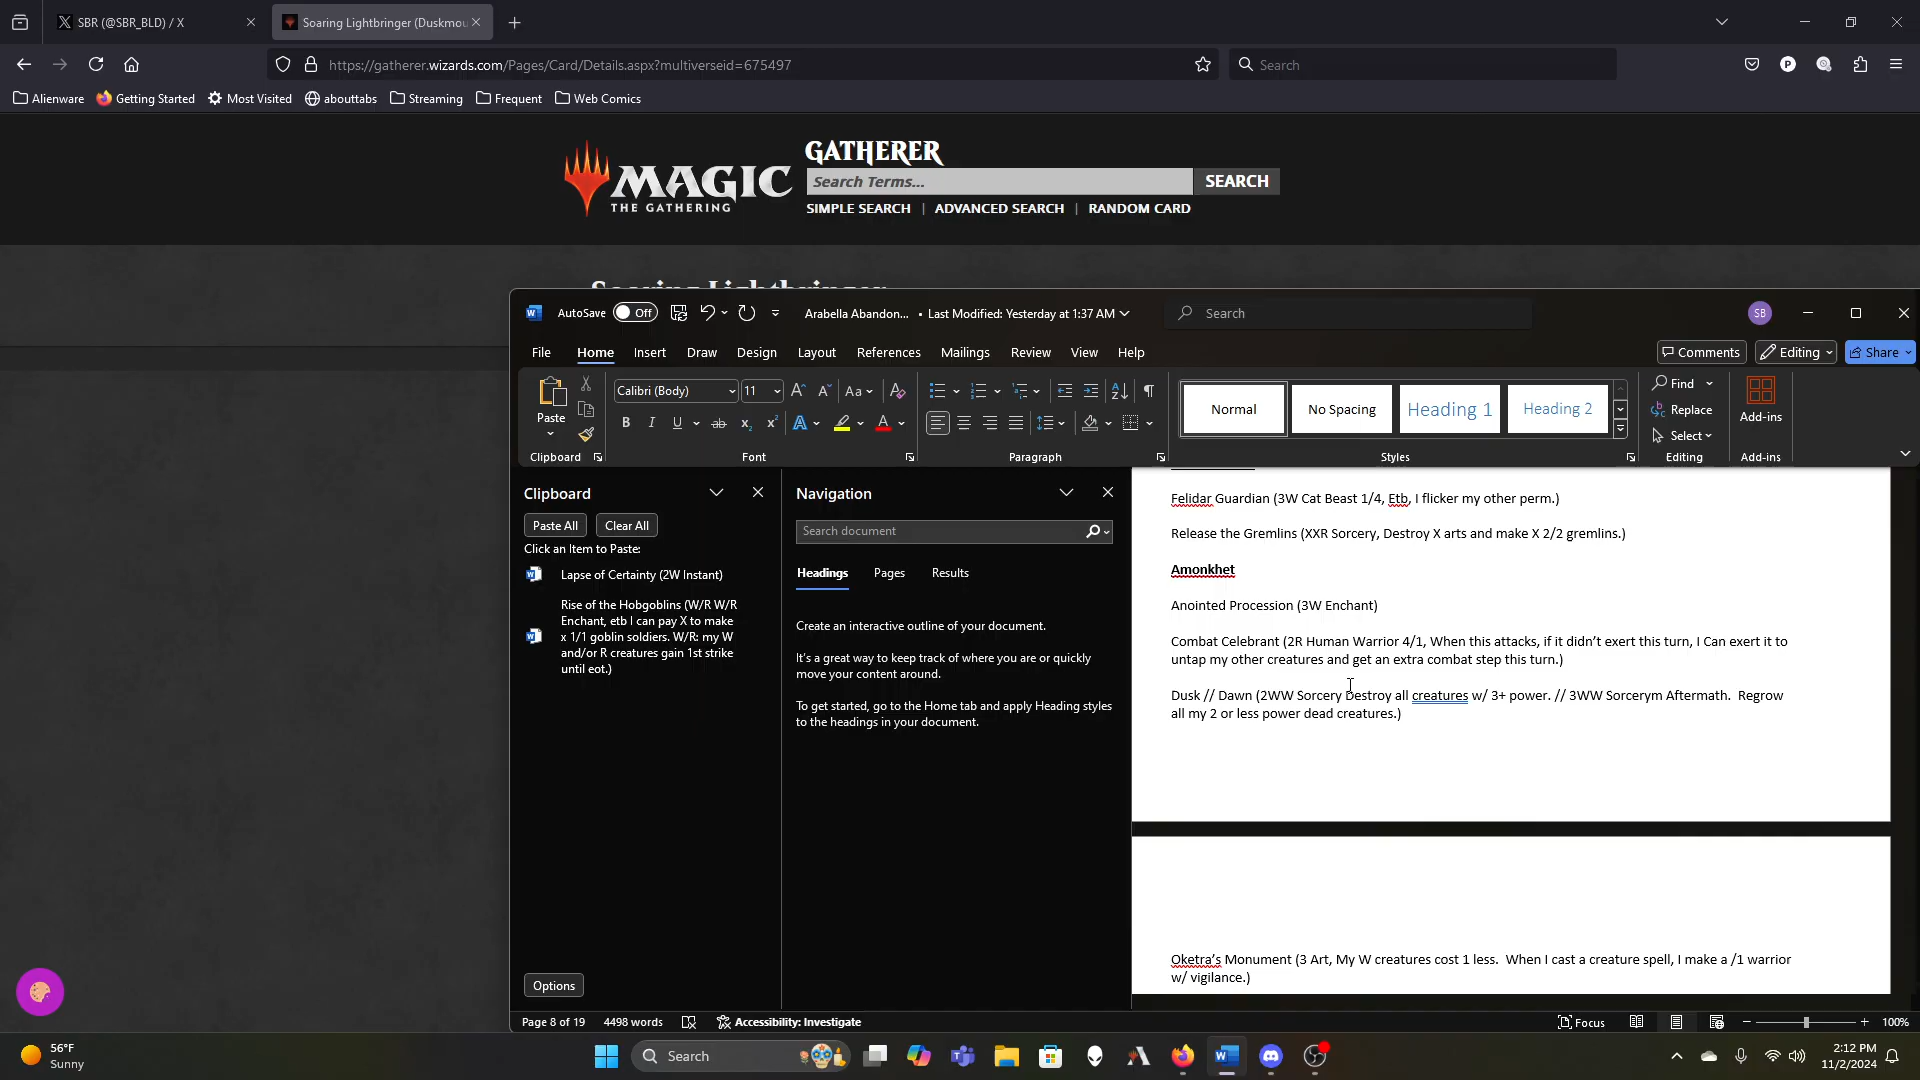 SBR (@SBR_BLD) / X
Soaring Lightbringer (Duskmou
https://gatherer.wizards.com/Pages/Card/Details.aspx?multiverseid=675497
Search
Alienware
Getting Started
Most Visited
abouttabs
Streaming
Frequent
Web Comics
MAGIC
THE GATHERING
GATHERER
Search Terms...
SEARCH
SIMPLE SEARCH | ADVANCED SEARCH | RANDOM CARD
Soaring Lightbringer
AutoSave Off
Arabella Abandon... • Last Modified: Yesterday at 1:37 AM
Search
SB
File Home Insert Draw Design Layout References Mailings Review View Help
Comments Editing Share
Paste
Clipboard
Calibri (Body) 11
Font
Paragraph
Normal
No Spacing
Heading 1
Heading 2
Styles
Find
Replace
Select
Editing
Add-ins
Add-ins
Clipboard
Paste All
Clear All
Click an Item to Paste:
Lapse of Certainty (2W Instant)
Rise of the Hobgoblins (W/R W/R
Enchant, etb I can pay X to make
x 1/1 goblin soldiers. W/R: my W
and/or R creatures gain 1st strike
until eot.)
Options
Navigation
Search document
Headings Pages Results
Create an interactive outline of your document.
It's a great way to keep track of where you are or quickly
move your content around.
To get started, go to the Home tab and apply Heading styles
to the headings in your document.
Felidar Guardian (3W Cat Beast 1/4, Etb, I flicker my other perm.)
Release the Gremlins (XXR Sorcery, Destroy X arts and make X 2/2 gremlins.)
Amonkhet
Anointed Procession (3W Enchant)
Combat Celebrant (2R Human Warrior 4/1, When this attacks, if it didn't exert this turn, I Can exert it to
untap my other creatures and get an extra combat step this turn.)
Dusk // Dawn (2WW Sorcery Destroy all creatures w/ 3+ power. // 3WW Sorcerym Aftermath.  Regrow
all my 2 or less power dead creatures.)
Oketra's Monument (3 Art, My W creatures cost 1 less.  When I cast a creature spell, I make a /1 warrior
w/ vigilance.)
Page 8 of 19
4498 words
Accessibility: Investigate
Focus
100%
56°F
Sunny
Search
2:12 PM
11/2/2024